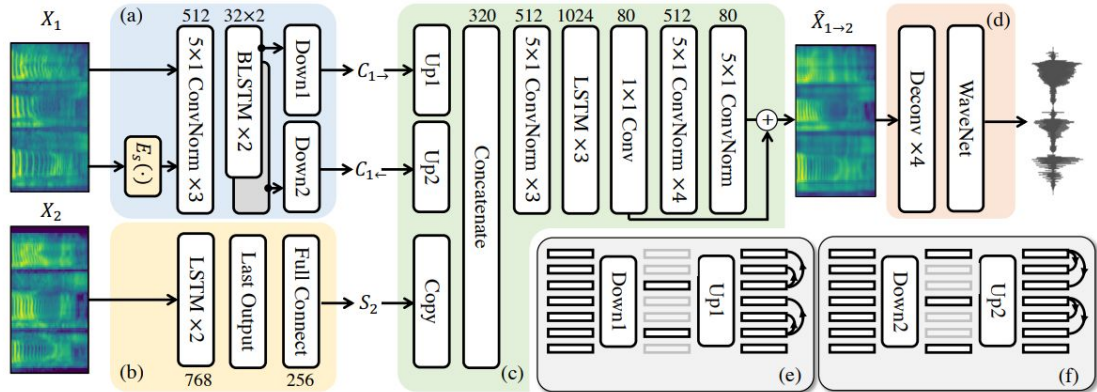 X₁
(a)
E_s(·)
512
5×1 ConvNorm ×3
32×2
BLSTM ×2
Down1
Down2
C₁→
C₁←
X₂
(b)
LSTM ×2
768
Last Output
Full Connect
256
S₂
(c)
Up1
Up2
Copy
320
Concatenate
512
5×1 ConvNorm ×3
1024
LSTM ×3
80
1×1 Conv
512
5×1 ConvNorm ×4
80
5×1 ConvNorm
+
X̂₁→₂
(d)
Deconv ×4
WaveNet
Down1
Up1
(e)
Down2
Up2
(f)